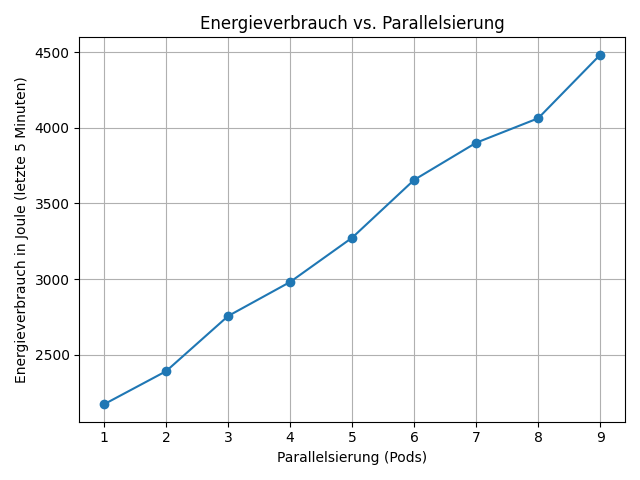 Energieverbrauch vs. Parallelsierung
Energieverbrauch in Joule (letzte 5 Minuten)
4500
4000
3500
3000
2500
1 2 3 4 5 6 7 8 9
Parallelsierung (Pods)